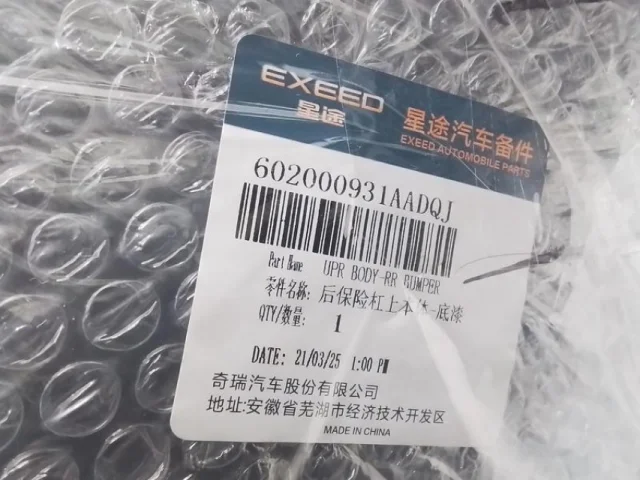 EXEED
星途
星途汽车备件
EXEED AUTOMOBILE PARTS
602000931AADQJ
Part Name UPR BODY-RR BUMPER
零件名称: 后保险杠上本体-底漆
QTY/数量: 1
DATE: 21/03/25 1:00 PM
奇瑞汽车股份有限公司
地址:安徽省芜湖市经济技术开发区
MADE IN CHINA